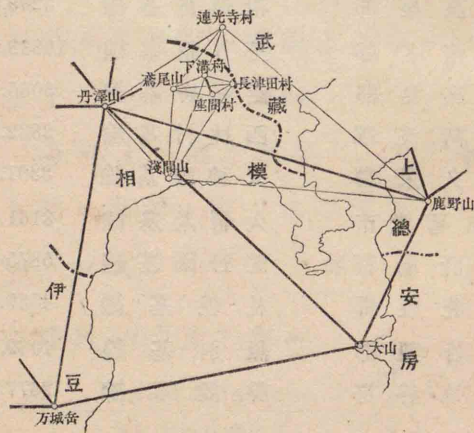 連光寺村
武
下溝村
鳶尾山
長津田村
丹澤山
座間村
藏
淺間山
相
模
上
鹿野山
總
伊
安
大山
房
豆
万城岳